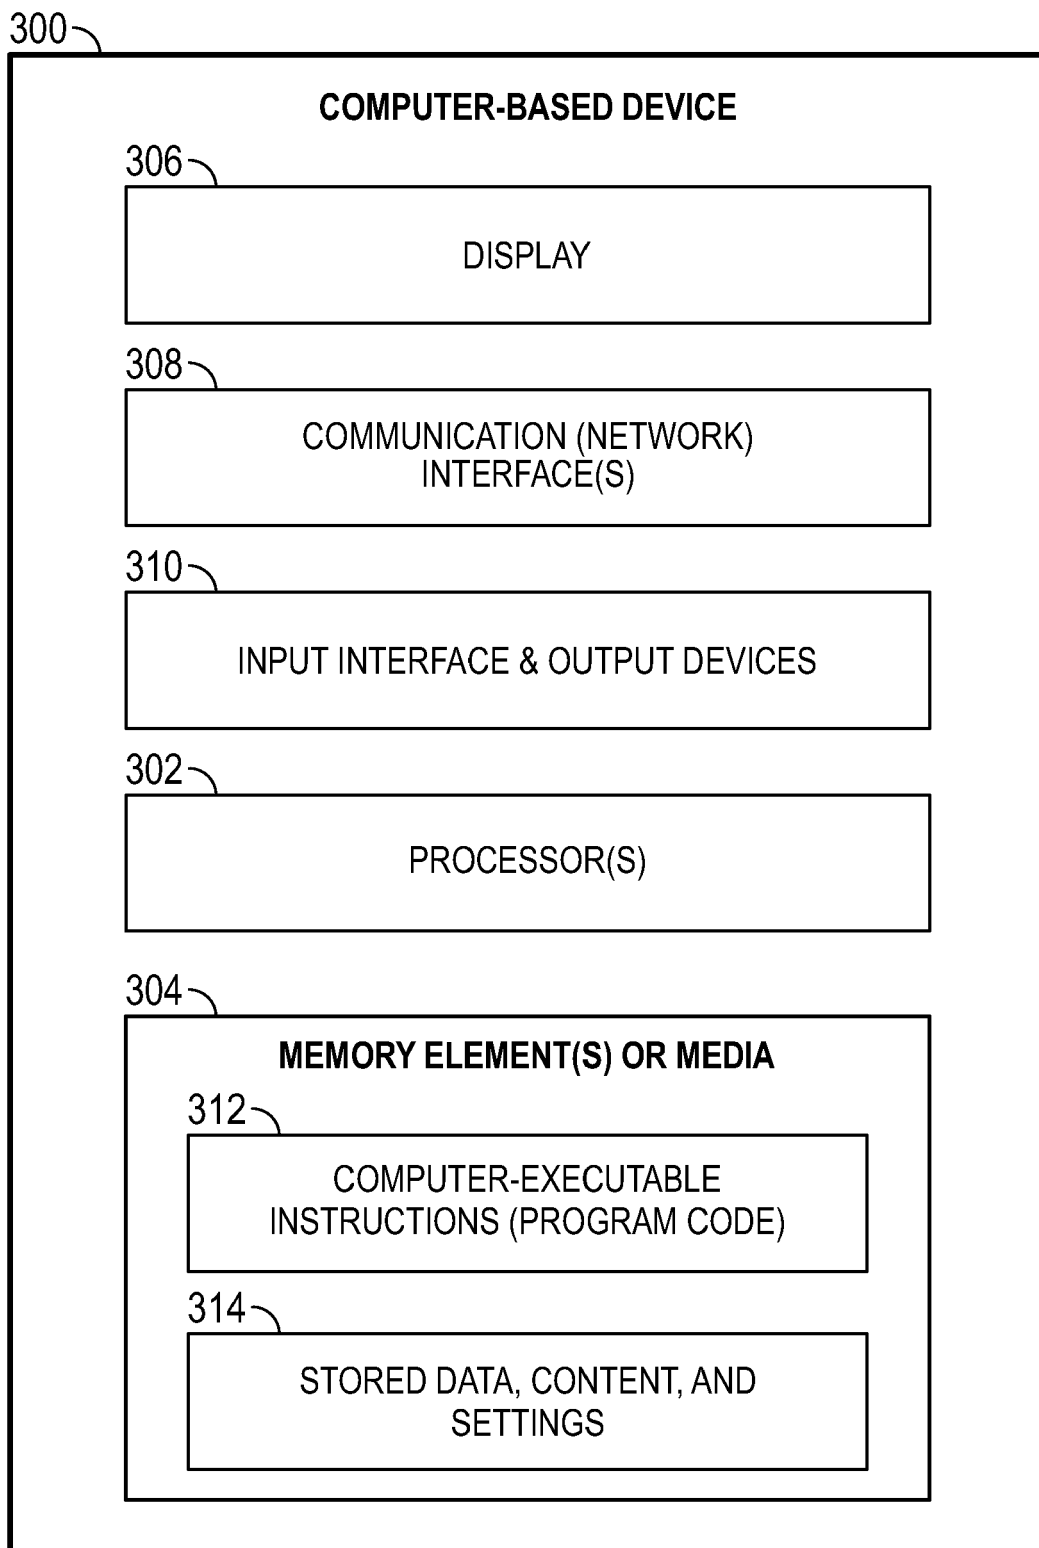 300
COMPUTER-BASED DEVICE
306
DISPLAY
308
COMMUNICATION (NETWORK)
INTERFACE(S)
310
INPUT INTERFACE & OUTPUT DEVICES
302
PROCESSOR(S)
304
MEMORY ELEMENT(S) OR MEDIA
312
COMPUTER-EXECUTABLE
INSTRUCTIONS (PROGRAM CODE)
314
STORED DATA, CONTENT, AND
SETTINGS